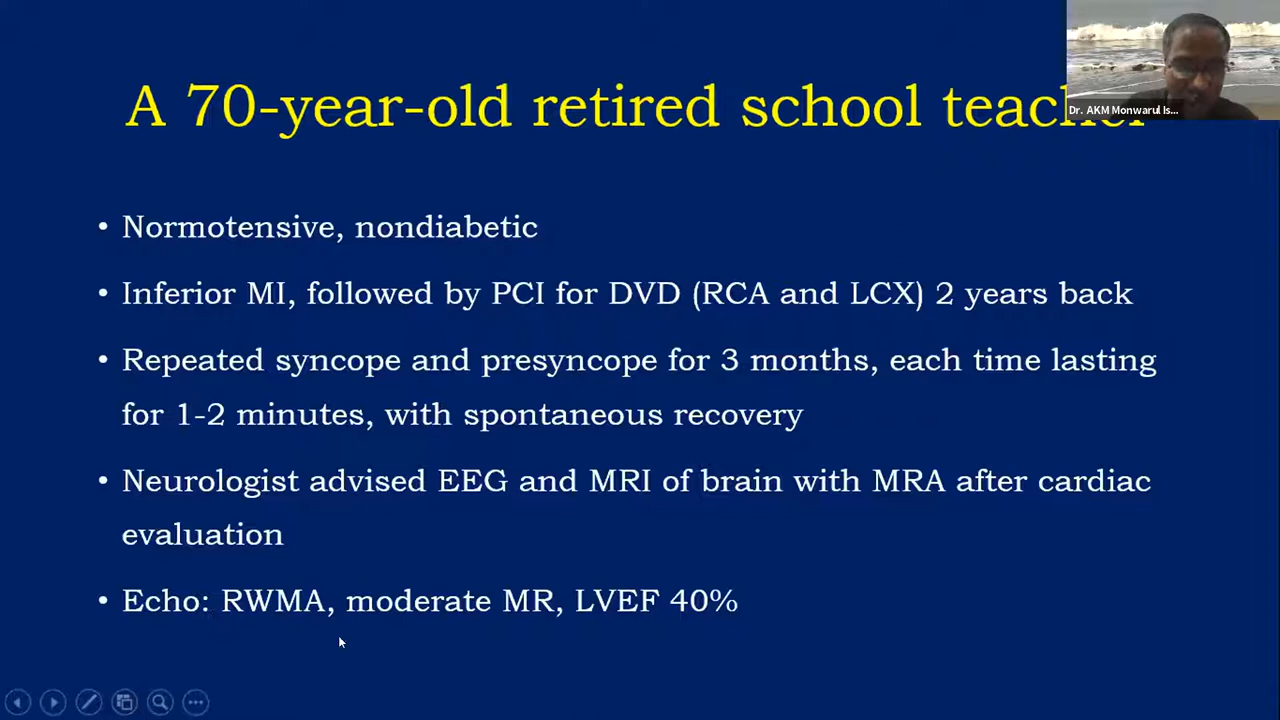 A 70-year-old retired school teacher
Dr. AKM Monwarul Is...
• Normotensive, nondiabetic
• Inferior MI, followed by PCI for DVD (RCA and LCX) 2 years back
• Repeated syncope and presyncope for 3 months, each time lasting
for 1-2 minutes, with spontaneous recovery
• Neurologist advised EEG and MRI of brain with MRA after cardiac
evaluation
• Echo: RWMA, moderate MR, LVEF 40%